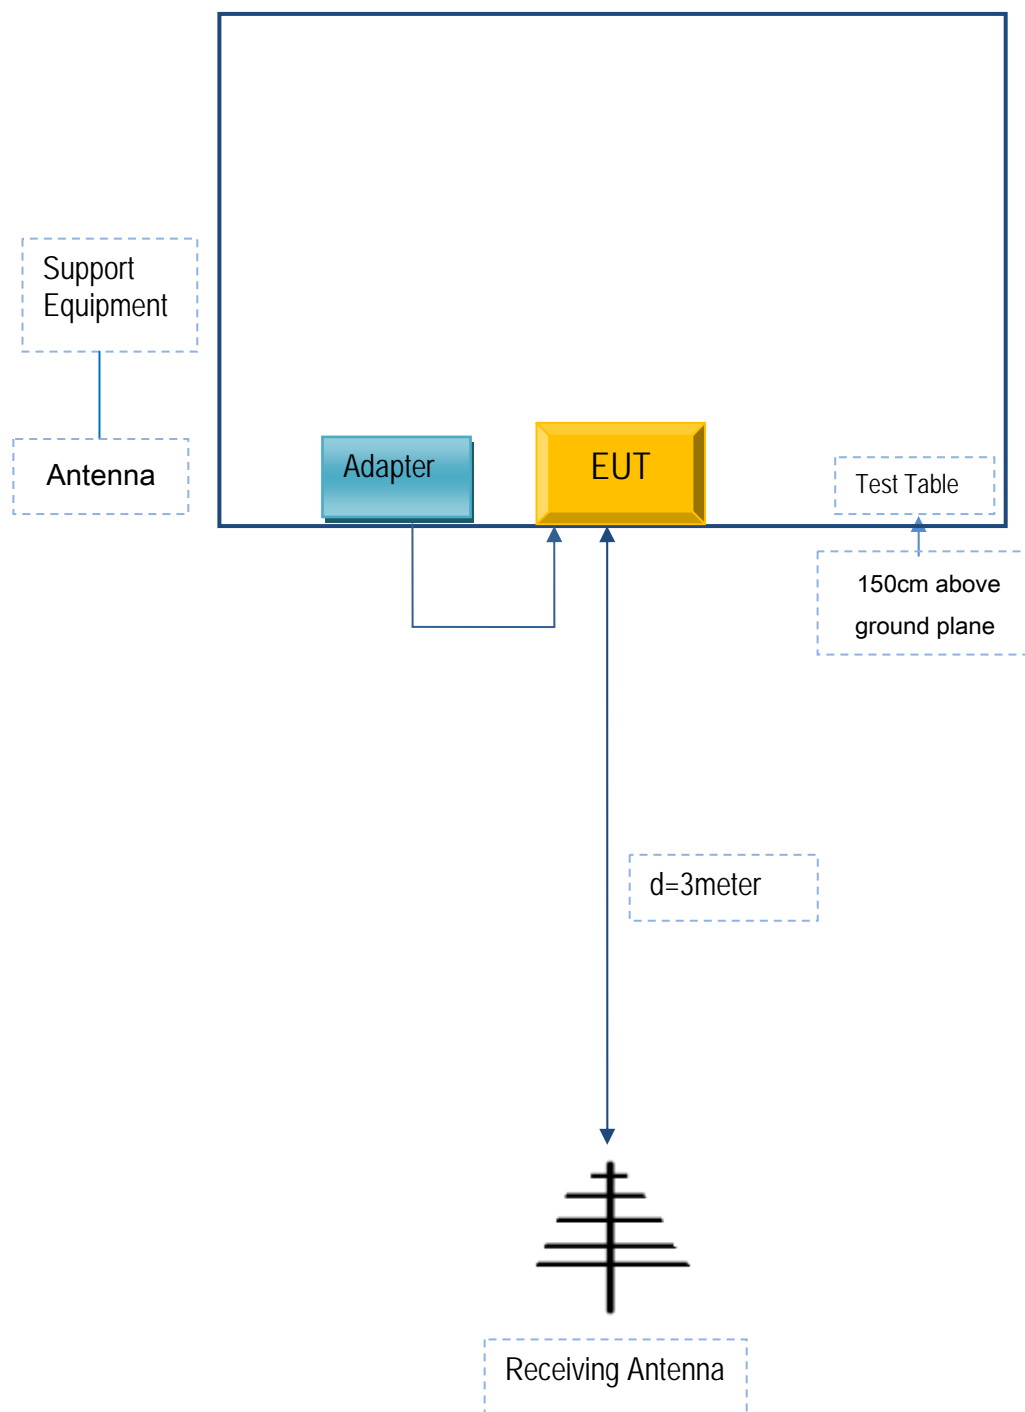 Support
Equipment
Antenna
Adapter
EUT
Test Table
150cm above
ground plane
d=3meter
Receiving Antenna